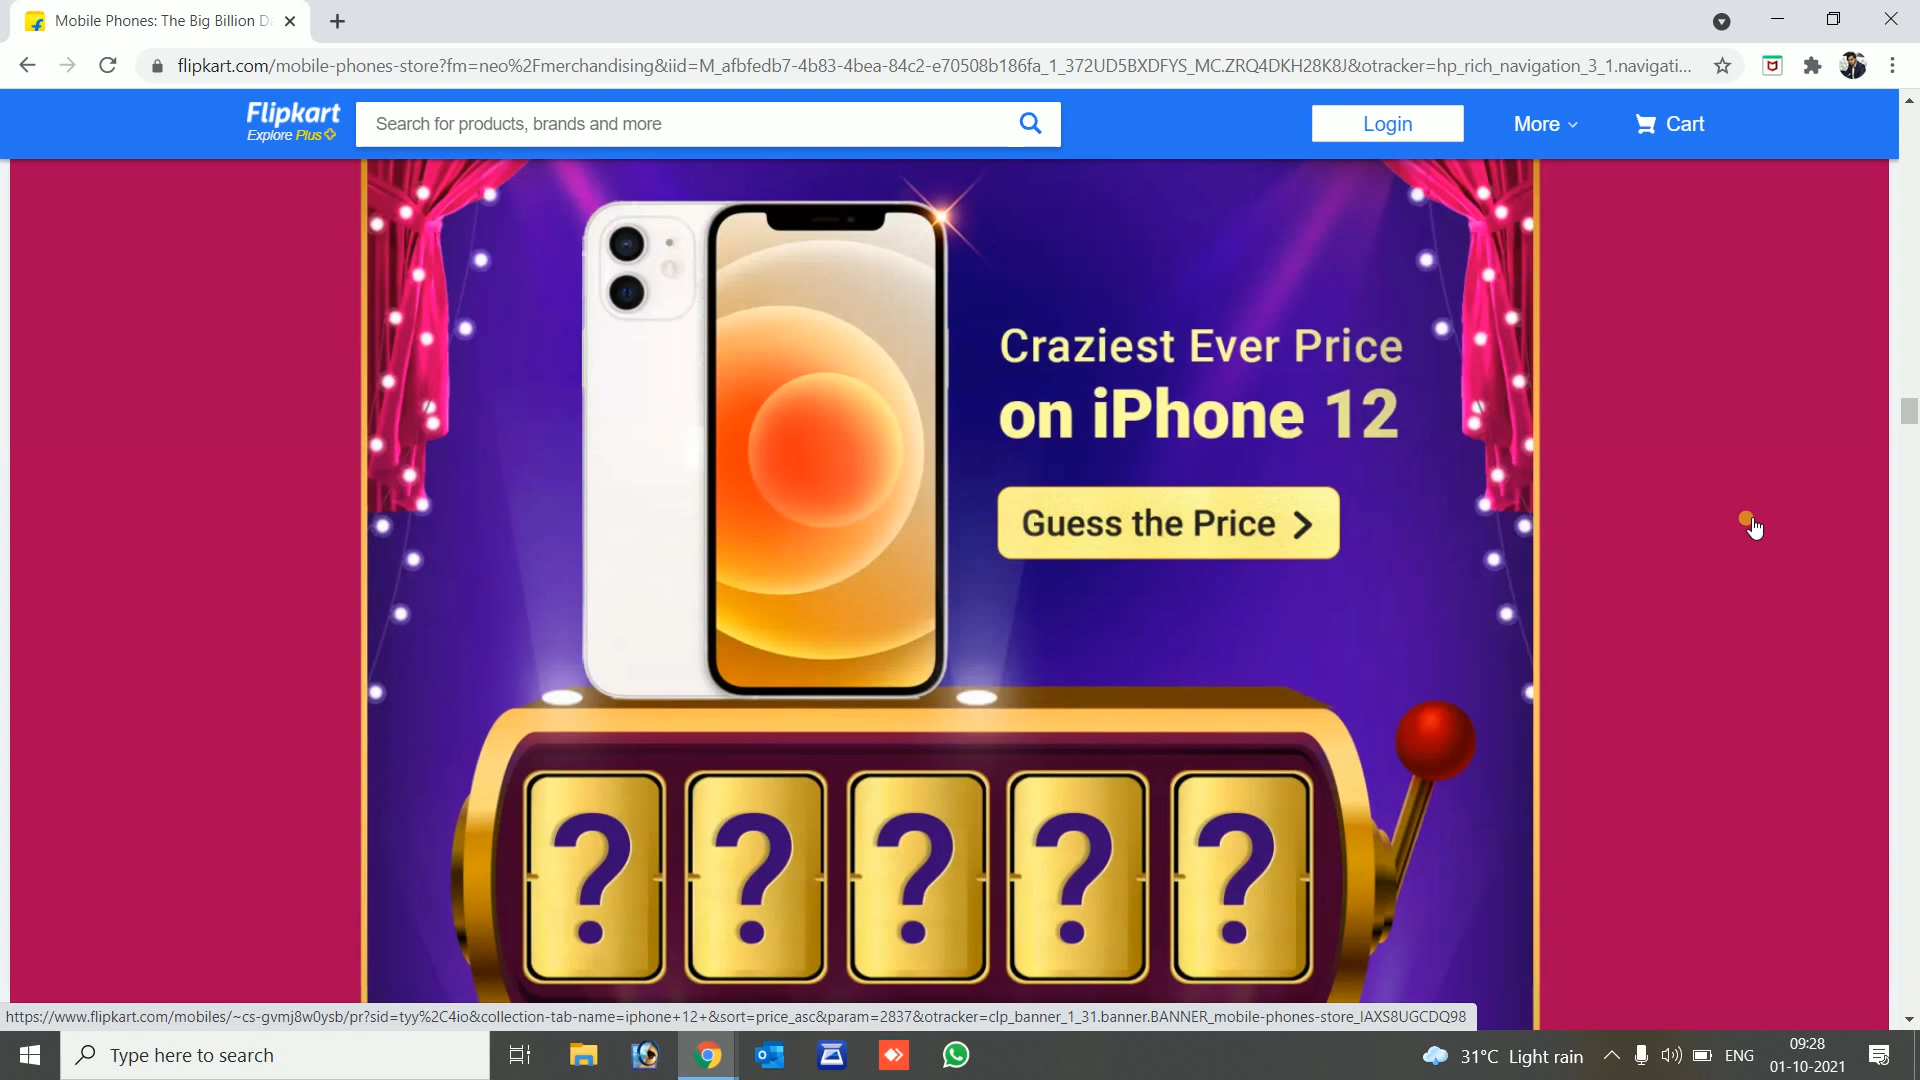 Mobile Phones: The Big Billion D
flipkart.com/mobile-phones-store?fm=neo%2Fmerchandising&iid=M_afbfedb7-4b83-4bea-84c2-e70508b186fa_1_372UD5BXDFYS_MC.ZRQ4DKH28K8J&otracker=hp_rich_navigation_3_1.navigati...
Flipkart
Explore Plus
Search for products, brands and more
Login
More
Cart
Craziest Ever Price
on iPhone 12
Guess the Price >
? ? ? ? ?
https://www.flipkart.com/mobiles/~cs-gvmj8w0ysb/pr?sid=tyy%2C4io&collection-tab-name=iphone+12+&sort=price_asc&param=2837&otracker=clp_banner_1_31.banner.BANNER_mobile-phones-store_IAXS8UGCDQ98
Type here to search
31°C Light rain
ENG
09:28
01-10-2021